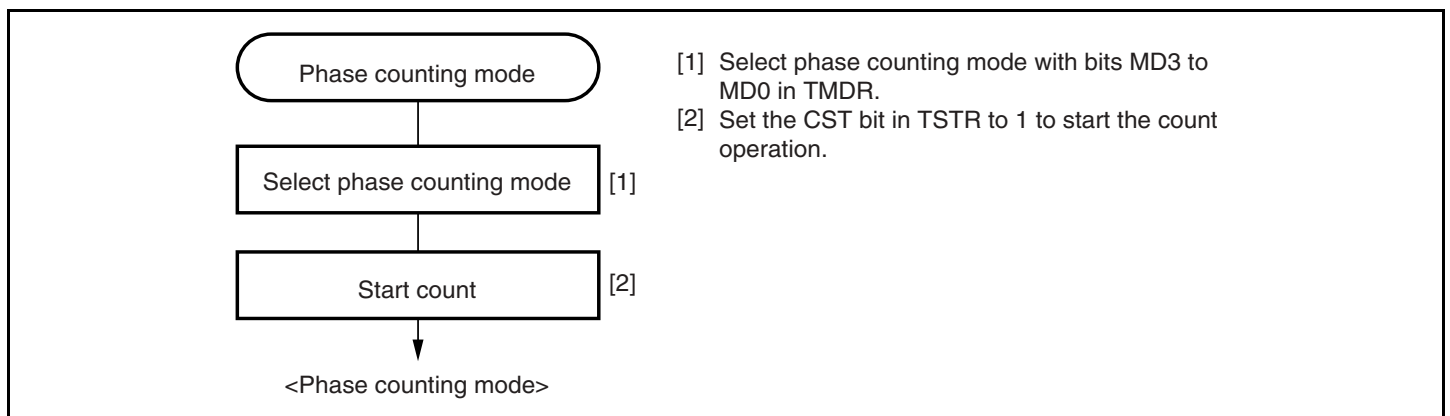 Phase counting mode
Select phase counting mode [1]
Start count [2]
<Phase counting mode>
[1] Select phase counting mode with bits MD3 to
MD0 in TMDR.
[2] Set the CST bit in TSTR to 1 to start the count
operation.